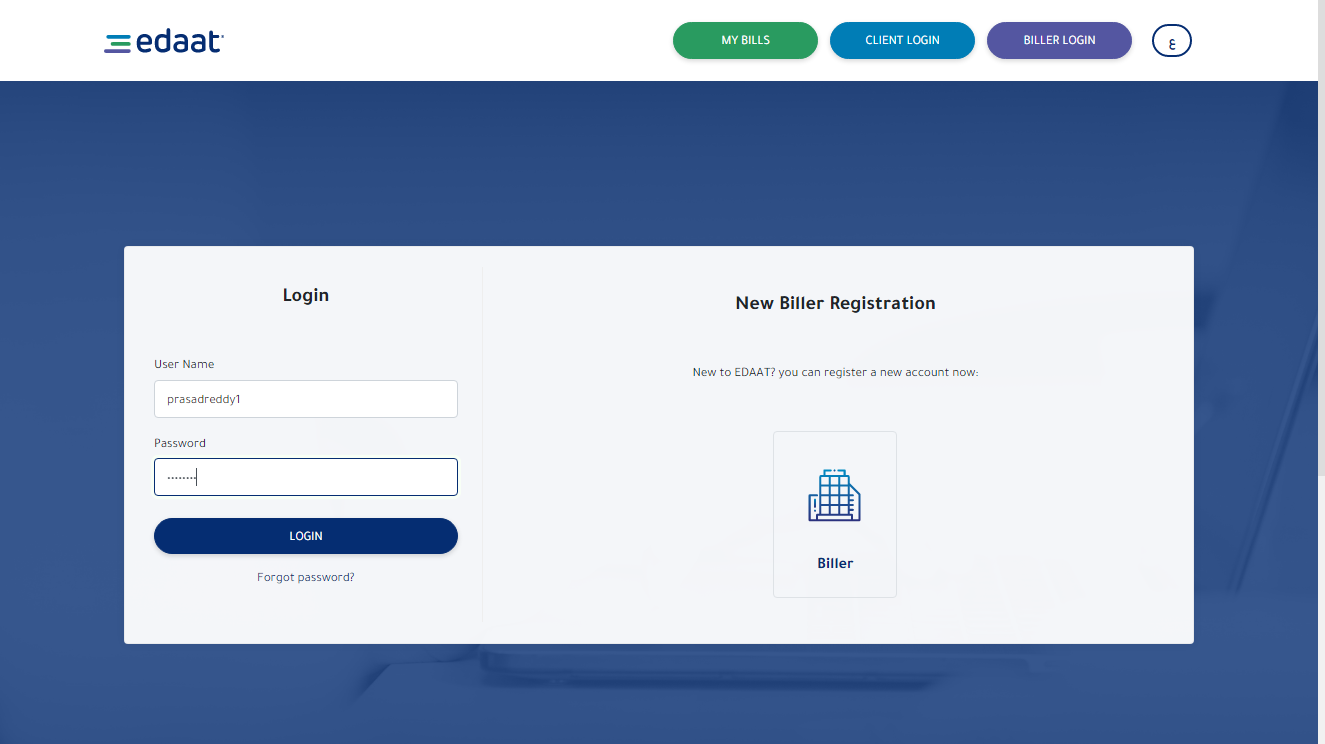 edaat
MY BILLS
CLIENT LOGIN
BILLER LOGIN
ع
Login
User Name
prasadreddy1
Password
••••••••
LOGIN
Forgot password?
New Biller Registration
New to EDAAT? you can register a new account now:
Biller